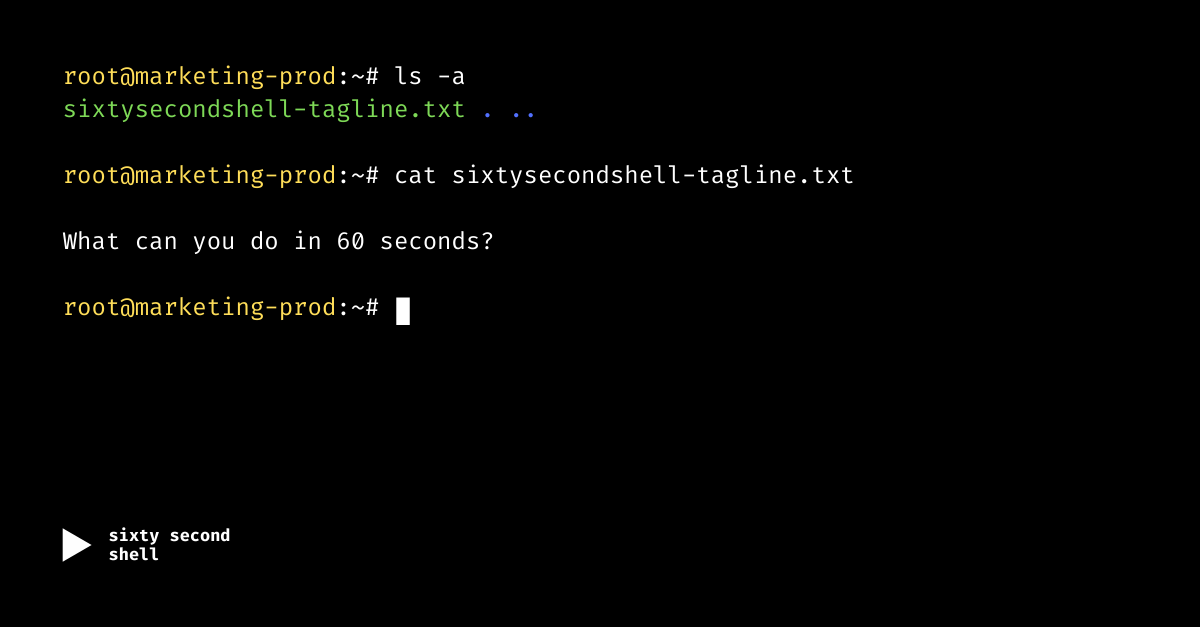 root@marketing-prod:~# ls -a
sixtysecondshell-tagline.txt . ..
root@marketing-prod:~# cat sixtysecondshell-tagline.txt
What can you do in 60 seconds?
root@marketing-prod:~#
sixty second
shell